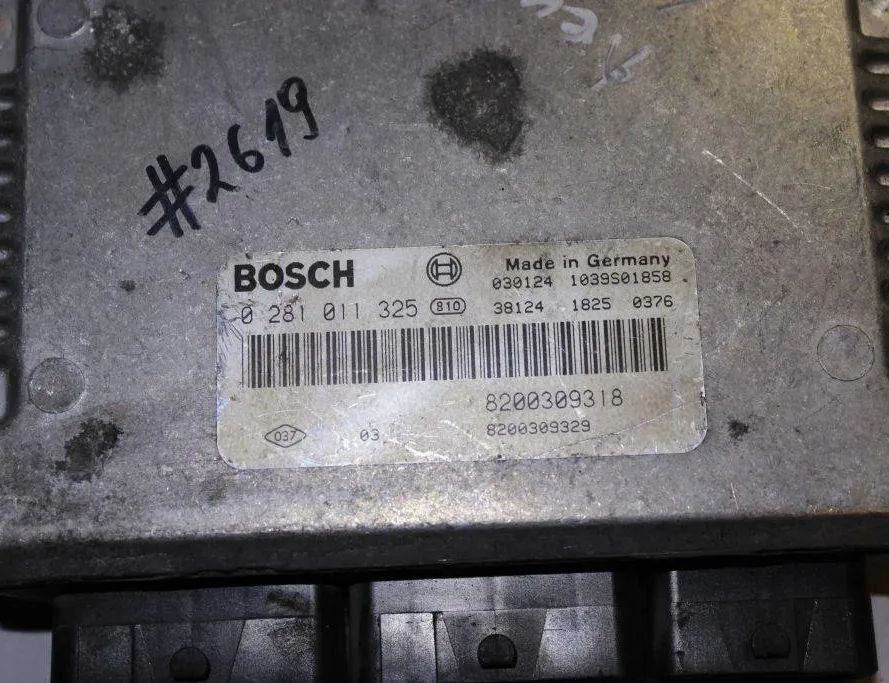 #2619
BOSCH
Made in Germany
030124 1039S01858
0 281 011 325 810 38124 1825 0376
8200309318
037 03 8200309329